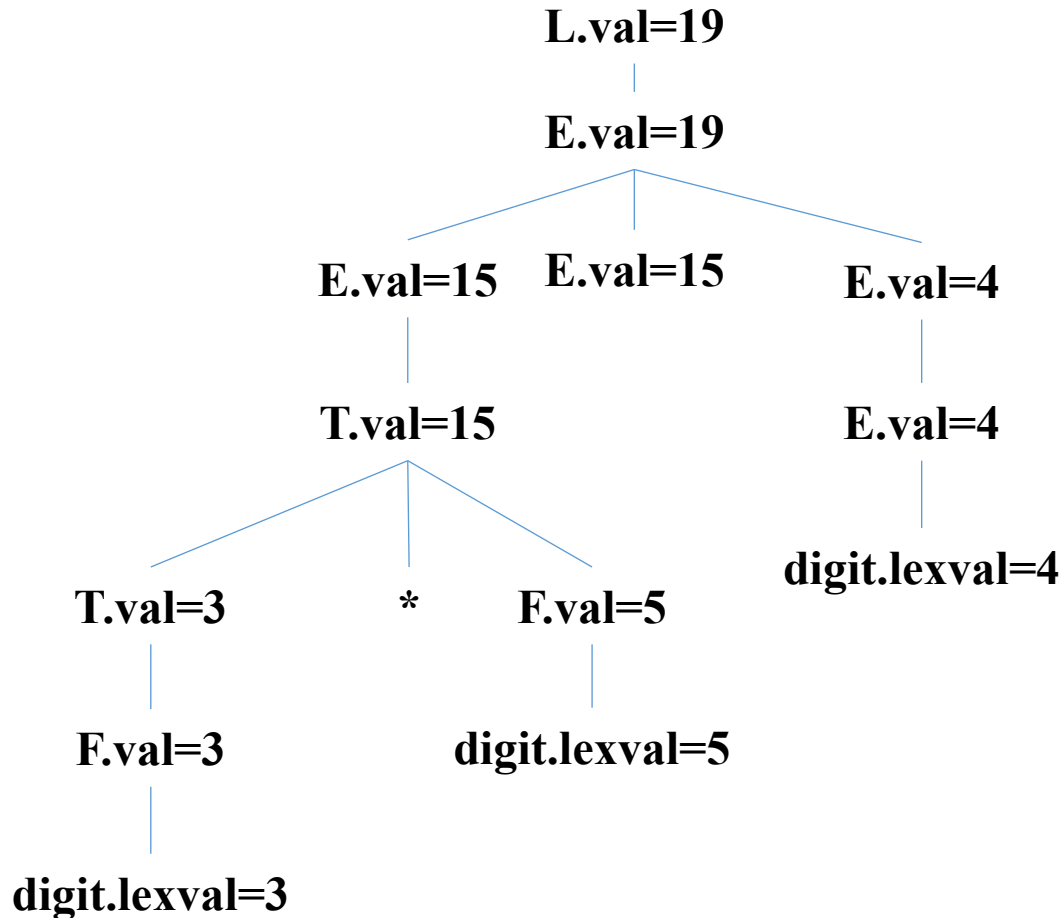 L.val=19
E.val=19
E.val=15 E.val=15 E.val=4
T.val=15 E.val=4
digit.lexval=4
T.val=3 * F.val=5
F.val=3 digit.lexval=5
digit.lexval=3